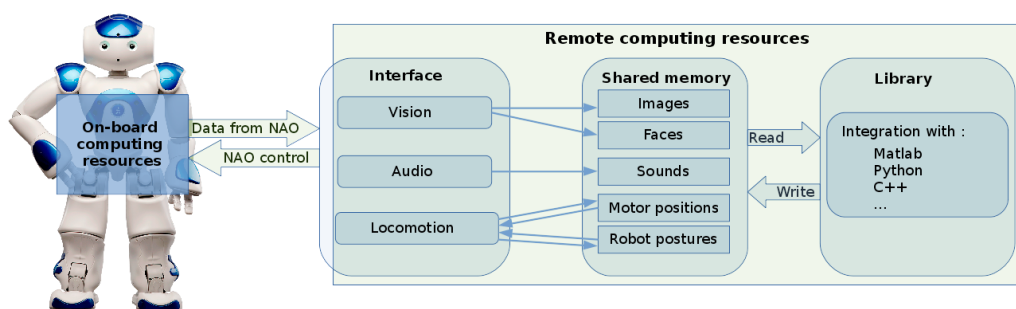 Remote computing resources
On-board
computing
resources
Data from NAO
NAO control
Interface
Vision
Audio
Locomotion
Shared memory
Images
Faces
Sounds
Motor positions
Robot postures
Read
Write
Library
Integration with :
Matlab
Python
C++
...